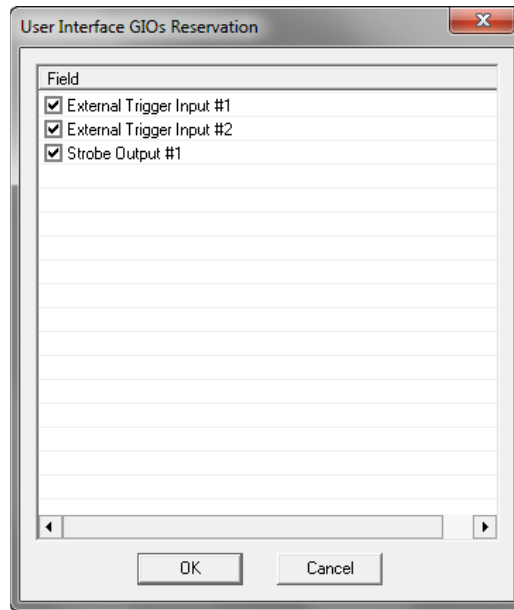 User Interface GIOs Reservation
Field
External Trigger Input #1
External Trigger Input #2
Strobe Output #1
OK
Cancel